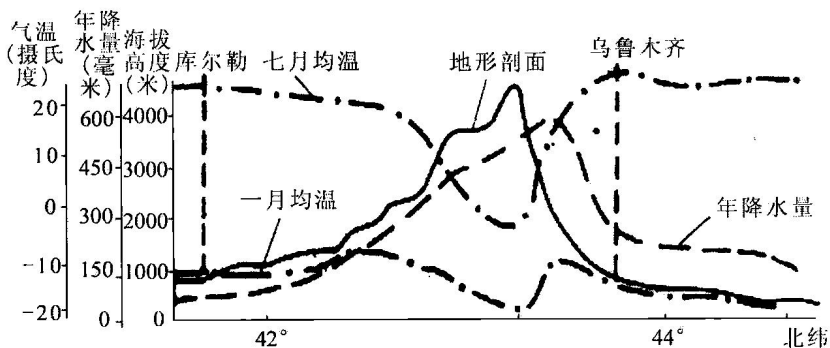 气温
(摄氏度)
年降水量(毫米)
海拔高度(米)
库尔勒
七月均温
地形剖面
乌鲁木齐
一月均温
年降水量
20
10
0
-10
-20
600
450
300
150
0
4000
3000
2000
1000
0
42°
44°
北纬